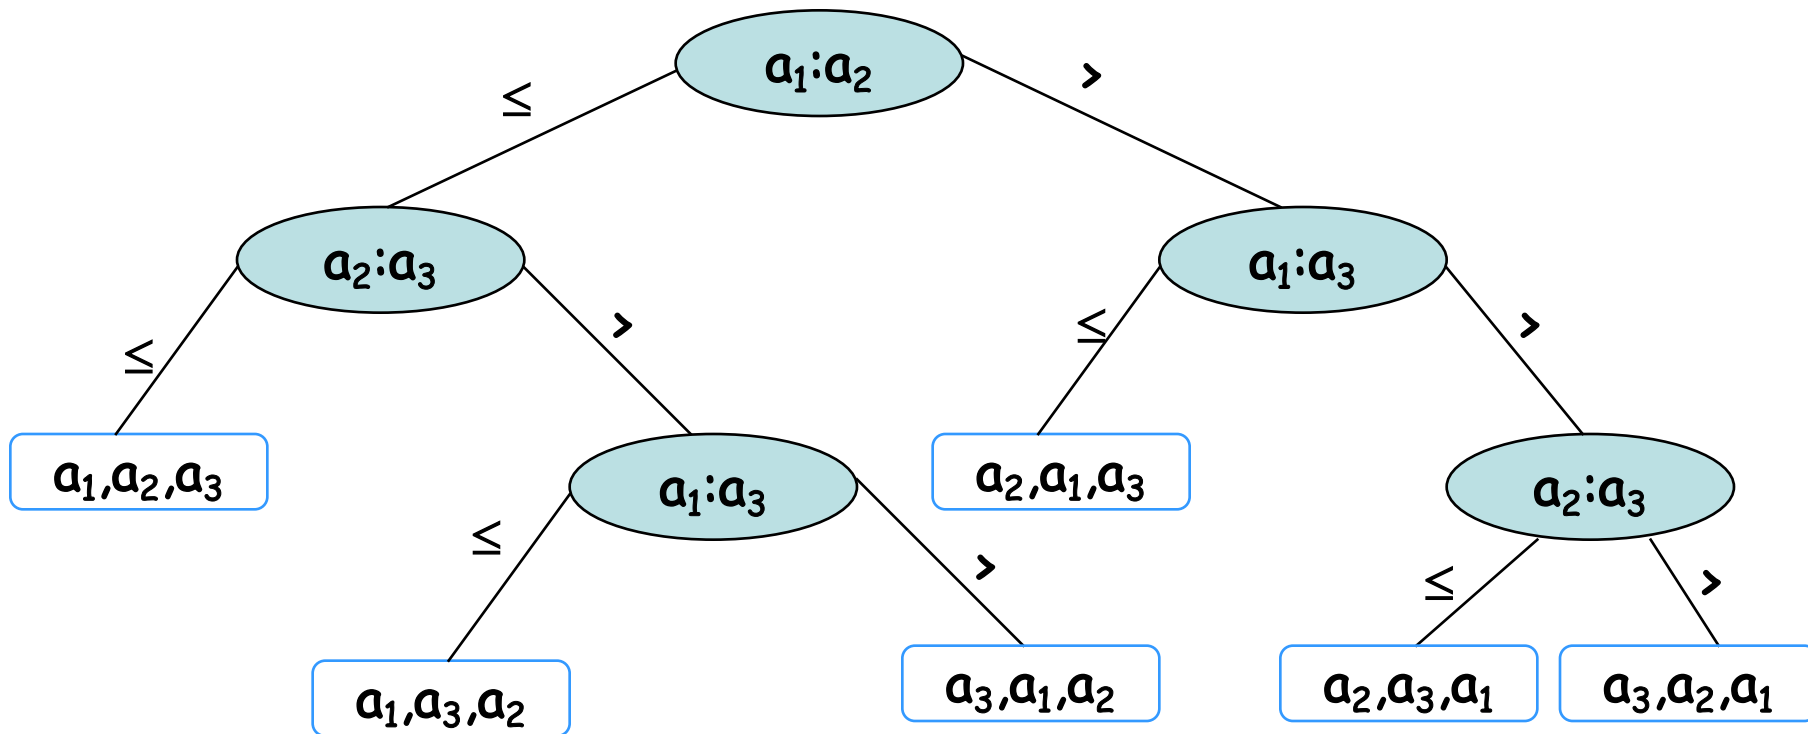 a₁:a₂
≤
>
a₂:a₃
a₁:a₃
≤
>
≤
>
a₁,a₂,a₃
a₁:a₃
a₂,a₁,a₃
a₂:a₃
≤
>
≤
>
a₁,a₃,a₂
a₃,a₁,a₂
a₂,a₃,a₁
a₃,a₂,a₁